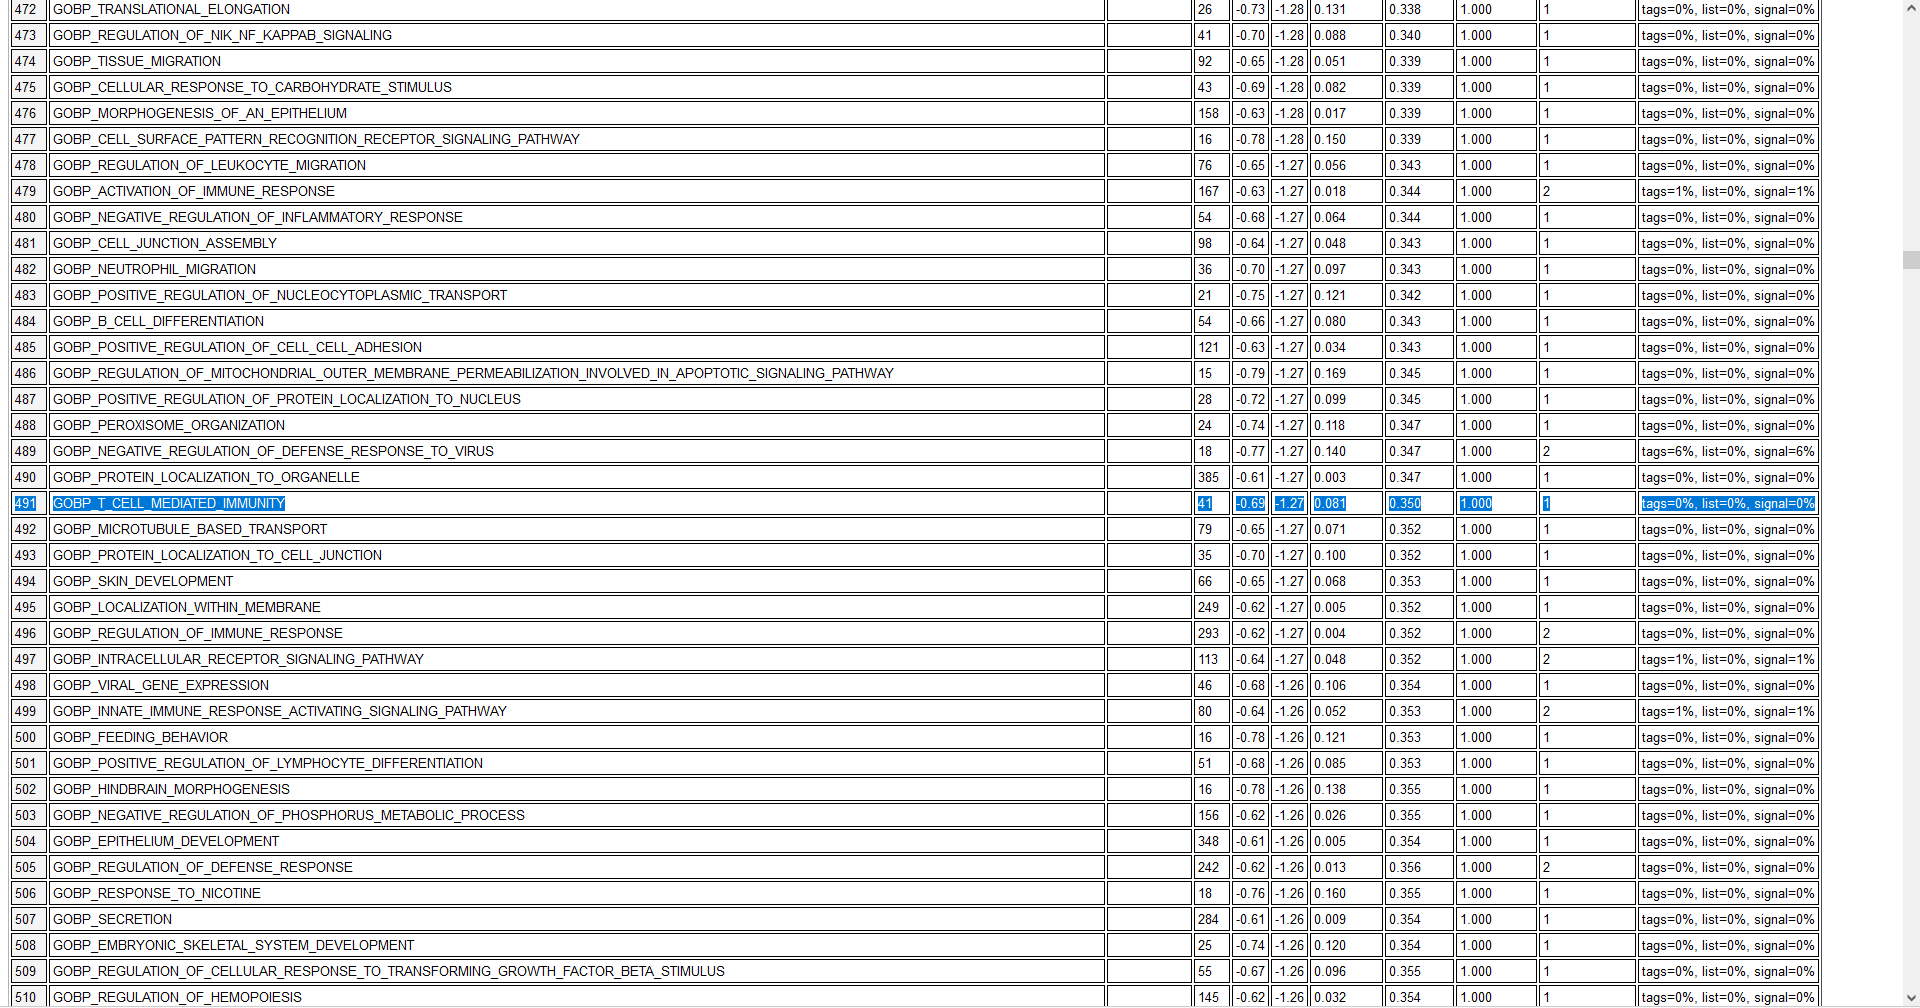 472 GOBP_TRANSLATIONAL_ELONGATION 26 -0.73 -1.28 0.131 0.338 1.000 1 tags=0%, list=0%, signal=0%
473 GOBP_REGULATION_OF_NIK_NF_KAPPAB_SIGNALING 41 -0.70 -1.28 0.088 0.340 1.000 1 tags=0%, list=0%, signal=0%
474 GOBP_TISSUE_MIGRATION 92 -0.65 -1.28 0.051 0.339 1.000 1 tags=0%, list=0%, signal=0%
475 GOBP_CELLULAR_RESPONSE_TO_CARBOHYDRATE_STIMULUS 43 -0.69 -1.28 0.082 0.339 1.000 1 tags=0%, list=0%, signal=0%
476 GOBP_MORPHOGENESIS_OF_AN_EPITHELIUM 158 -0.63 -1.28 0.017 0.339 1.000 1 tags=0%, list=0%, signal=0%
477 GOBP_CELL_SURFACE_PATTERN_RECOGNITION_RECEPTOR_SIGNALING_PATHWAY 16 -0.78 -1.28 0.150 0.339 1.000 1 tags=0%, list=0%, signal=0%
478 GOBP_REGULATION_OF_LEUKOCYTE_MIGRATION 76 -0.65 -1.27 0.056 0.343 1.000 1 tags=0%, list=0%, signal=0%
479 GOBP_ACTIVATION_OF_IMMUNE_RESPONSE 167 -0.63 -1.27 0.018 0.344 1.000 2 tags=1%, list=0%, signal=1%
480 GOBP_NEGATIVE_REGULATION_OF_INFLAMMATORY_RESPONSE 54 -0.68 -1.27 0.064 0.344 1.000 1 tags=0%, list=0%, signal=0%
481 GOBP_CELL_JUNCTION_ASSEMBLY 98 -0.64 -1.27 0.048 0.343 1.000 1 tags=0%, list=0%, signal=0%
482 GOBP_NEUTROPHIL_MIGRATION 36 -0.70 -1.27 0.097 0.343 1.000 1 tags=0%, list=0%, signal=0%
483 GOBP_POSITIVE_REGULATION_OF_NUCLEOCYTOPLASMIC_TRANSPORT 21 -0.75 -1.27 0.121 0.342 1.000 1 tags=0%, list=0%, signal=0%
484 GOBP_B_CELL_DIFFERENTIATION 54 -0.66 -1.27 0.080 0.343 1.000 1 tags=0%, list=0%, signal=0%
485 GOBP_POSITIVE_REGULATION_OF_CELL_CELL_ADHESION 121 -0.63 -1.27 0.034 0.343 1.000 1 tags=0%, list=0%, signal=0%
486 GOBP_REGULATION_OF_MITOCHONDRIAL_OUTER_MEMBRANE_PERMEABILIZATION_INVOLVED_IN_APOPTOTIC_SIGNALING_PATHWAY 15 -0.79 -1.27 0.169 0.345 1.000 1 tags=0%, list=0%, signal=0%
487 GOBP_POSITIVE_REGULATION_OF_PROTEIN_LOCALIZATION_TO_NUCLEUS 28 -0.72 -1.27 0.099 0.345 1.000 1 tags=0%, list=0%, signal=0%
488 GOBP_PEROXISOME_ORGANIZATION 24 -0.74 -1.27 0.118 0.347 1.000 1 tags=0%, list=0%, signal=0%
489 GOBP_NEGATIVE_REGULATION_OF_DEFENSE_RESPONSE_TO_VIRUS 18 -0.77 -1.27 0.140 0.347 1.000 2 tags=6%, list=0%, signal=6%
490 GOBP_PROTEIN_LOCALIZATION_TO_ORGANELLE 385 -0.61 -1.27 0.003 0.347 1.000 1 tags=0%, list=0%, signal=0%
491 GOBP_T_CELL_MEDIATED_IMMUNITY 41 -0.69 -1.27 0.081 0.350 1.000 1 tags=0%, list=0%, signal=0%
492 GOBP_MICROTUBULE_BASED_TRANSPORT 79 -0.65 -1.27 0.071 0.352 1.000 1 tags=0%, list=0%, signal=0%
493 GOBP_PROTEIN_LOCALIZATION_TO_CELL_JUNCTION 35 -0.70 -1.27 0.100 0.352 1.000 1 tags=0%, list=0%, signal=0%
494 GOBP_SKIN_DEVELOPMENT 66 -0.65 -1.27 0.068 0.353 1.000 1 tags=0%, list=0%, signal=0%
495 GOBP_LOCALIZATION_WITHIN_MEMBRANE 249 -0.62 -1.27 0.005 0.352 1.000 1 tags=0%, list=0%, signal=0%
496 GOBP_REGULATION_OF_IMMUNE_RESPONSE 293 -0.62 -1.27 0.004 0.352 1.000 2 tags=0%, list=0%, signal=0%
497 GOBP_INTRACELLULAR_RECEPTOR_SIGNALING_PATHWAY 113 -0.64 -1.27 0.048 0.352 1.000 2 tags=1%, list=0%, signal=1%
498 GOBP_VIRAL_GENE_EXPRESSION 46 -0.68 -1.26 0.106 0.354 1.000 1 tags=0%, list=0%, signal=0%
499 GOBP_INNATE_IMMUNE_RESPONSE_ACTIVATING_SIGNALING_PATHWAY 80 -0.64 -1.26 0.052 0.353 1.000 2 tags=1%, list=0%, signal=1%
500 GOBP_FEEDING_BEHAVIOR 16 -0.78 -1.26 0.121 0.353 1.000 1 tags=0%, list=0%, signal=0%
501 GOBP_POSITIVE_REGULATION_OF_LYMPHOCYTE_DIFFERENTIATION 51 -0.68 -1.26 0.085 0.353 1.000 1 tags=0%, list=0%, signal=0%
502 GOBP_HINDBRAIN_MORPHOGENESIS 16 -0.78 -1.26 0.138 0.355 1.000 1 tags=0%, list=0%, signal=0%
503 GOBP_NEGATIVE_REGULATION_OF_PHOSPHORUS_METABOLIC_PROCESS 156 -0.62 -1.26 0.026 0.355 1.000 1 tags=0%, list=0%, signal=0%
504 GOBP_EPITHELIUM_DEVELOPMENT 348 -0.61 -1.26 0.005 0.354 1.000 1 tags=0%, list=0%, signal=0%
505 GOBP_REGULATION_OF_DEFENSE_RESPONSE 242 -0.62 -1.26 0.013 0.356 1.000 2 tags=0%, list=0%, signal=0%
506 GOBP_RESPONSE_TO_NICOTINE 18 -0.76 -1.26 0.160 0.355 1.000 1 tags=0%, list=0%, signal=0%
507 GOBP_SECRETION 284 -0.61 -1.26 0.009 0.354 1.000 1 tags=0%, list=0%, signal=0%
508 GOBP_EMBRYONIC_SKELETAL_SYSTEM_DEVELOPMENT 25 -0.74 -1.26 0.120 0.354 1.000 1 tags=0%, list=0%, signal=0%
509 GOBP_REGULATION_OF_CELLULAR_RESPONSE_TO_TRANSFORMING_GROWTH_FACTOR_BETA_STIMULUS 55 -0.67 -1.26 0.096 0.355 1.000 1 tags=0%, list=0%, signal=0%
510 GOBP_REGULATION_OF_HEMOPOIESIS 145 -0.62 -1.26 0.032 0.354 1.000 1 tags=0%, list=0%, signal=0%